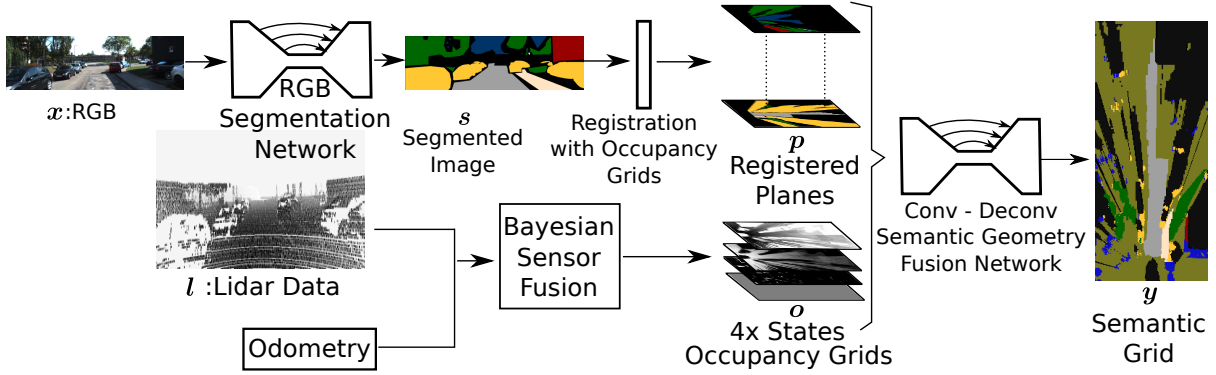 x:RGB
RGB
Segmentation
Network
s
Segmented
Image
Registration
with Occupancy
Grids
p
Registered
Planes
l :Lidar Data
Odometry
Bayesian
Sensor
Fusion
o
4x States
Occupancy Grids
Conv - Deconv
Semantic Geometry
Fusion Network
y
Semantic
Grid